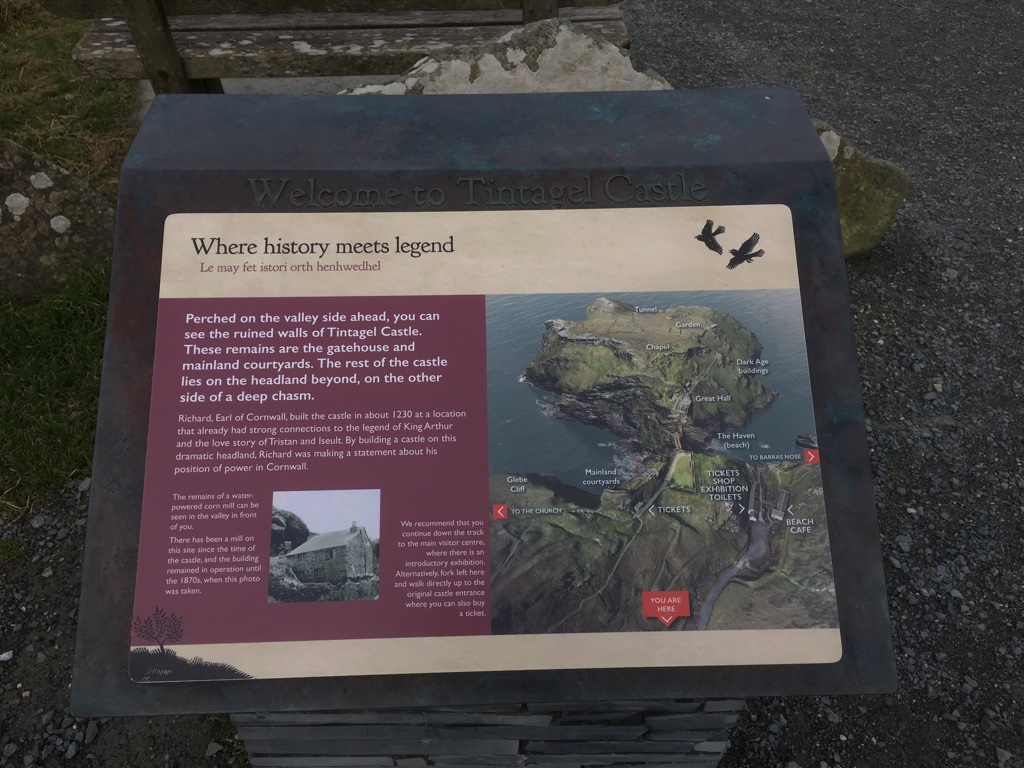 Welcome to Tintagel Castle
Where history meets legend
Le may fet istori orth henhwedhel
Perched on the valley side ahead, you can
see the ruined walls of Tintagel Castle.
These remains are the gatehouse and
mainland courtyards. The rest of the castle
lies on the headland beyond, on the other
side of a deep chasm.
Richard, Earl of Cornwall, built the castle in about 1230 at a location
that already had strong connections to the legend of King Arthur
and the love story of Tristan and Iseult. By building a castle on this
dramatic headland, Richard was making a statement about his
position of power in Cornwall.
The remains of a water-
powered corn mill can be
seen in the valley in front
of you.
There has been a mill on
this site since the time of
the castle, and the building
remained in operation until
the 1870s, when this photo
was taken.
We recommend that you
continue down the track
to the main visitor centre,
where there is an
introductory exhibition.
Alternatively, fork left here
and walk directly up to the
original castle entrance
where you can also buy
a ticket.
Tunnel
Garden
Chapel
Dark Age
buildings
Great Hall
The Haven
(beach)
TO BARRAS NOSE
Mainland
courtyards
Glebe
Cliff
TO THE CHURCH
TICKETS
TICKETS
SHOP
EXHIBITION
TOILETS
BEACH
CAFE
YOU ARE
HERE